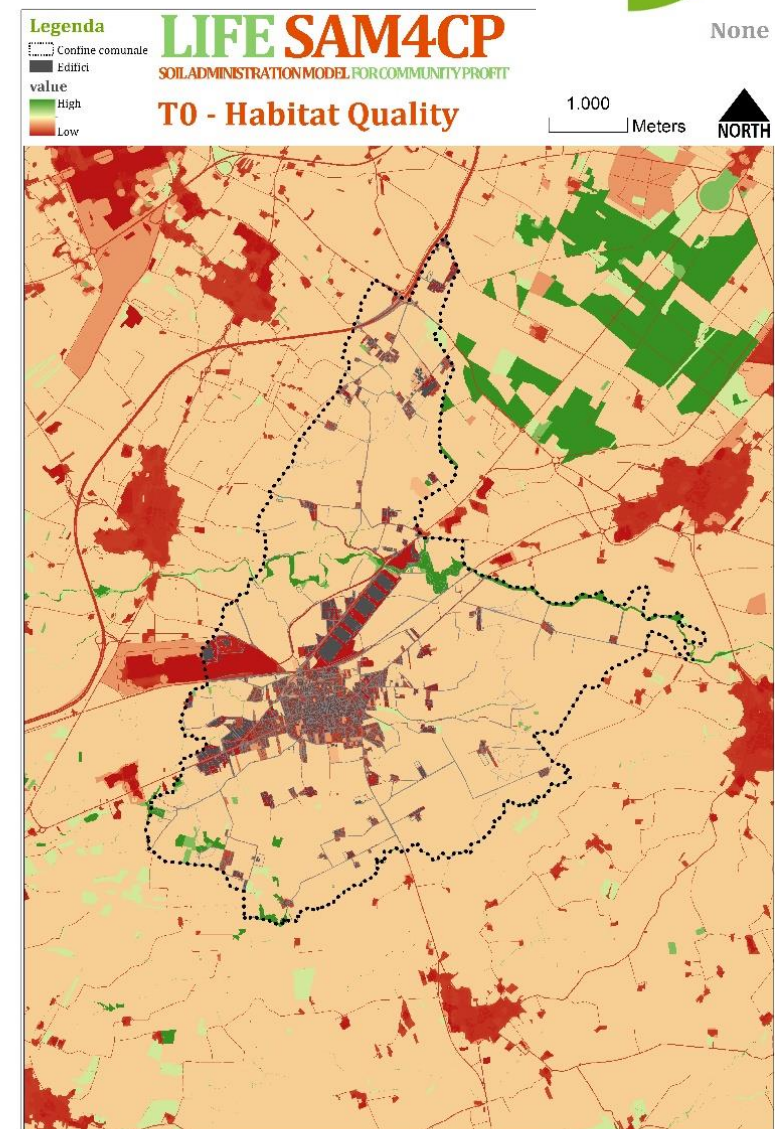 Legenda
Confine comunale
Edifici
value
High
Low
LIFE SAM4CP
SOIL ADMINISTRATION MODEL FOR COMMUNITY PROFIT
T0 - Habitat Quality
1.000
Meters
None
NORTH